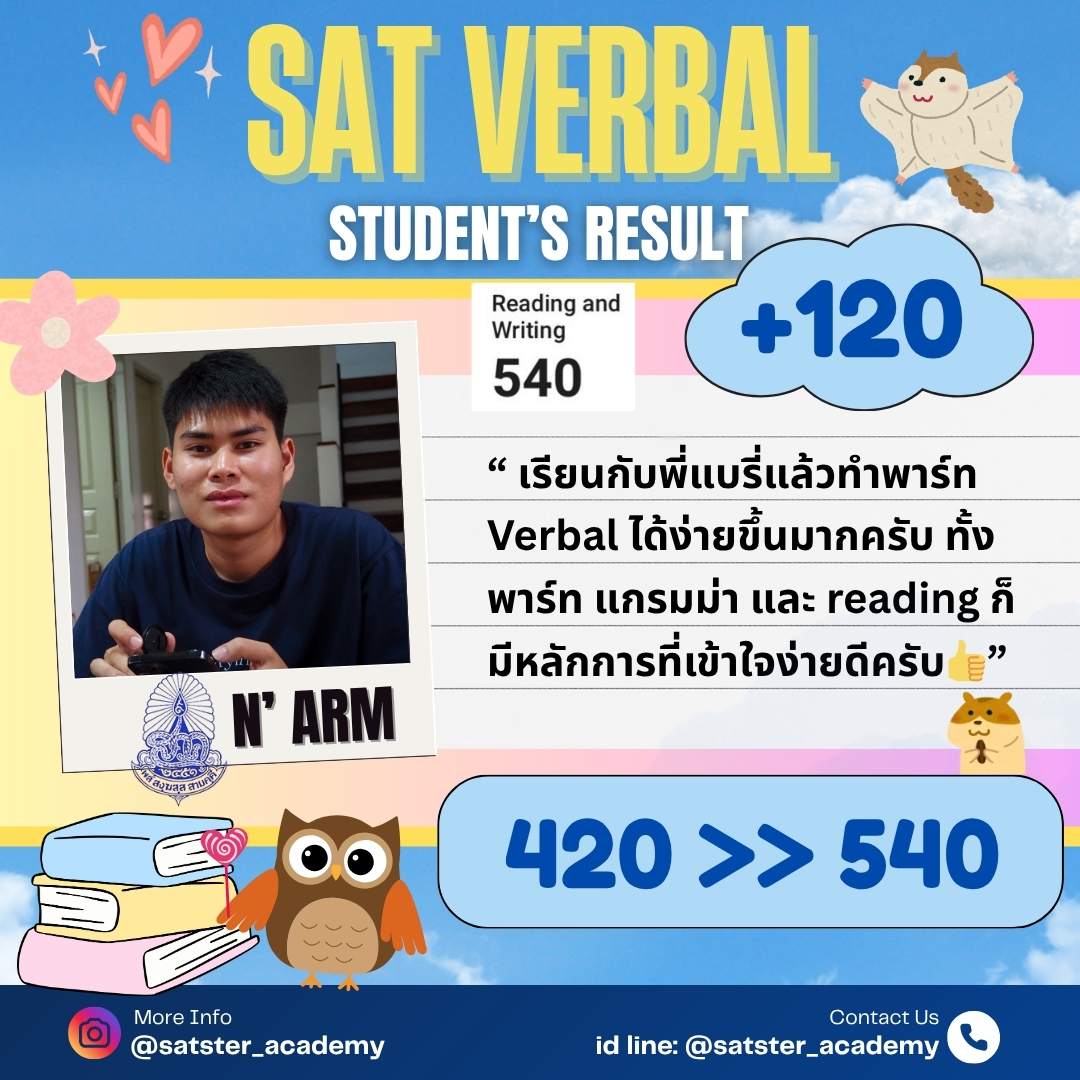 SAT VERBAL
STUDENT’S RESULT
Reading and
Writing
540
+120
“ เรียนกับพี่แบรี่แล้วทำพาร์ท
Verbal ได้ง่ายขึ้นมากครับ ทั้ง
พาร์ท แกรมม่า และ reading ก็
มีหลักการที่เข้าใจง่ายดีครับ👍”
N’ ARM
๒๔๕๑
420 >> 540
More Info
@satster_academy
Contact Us
id line: @satster_academy